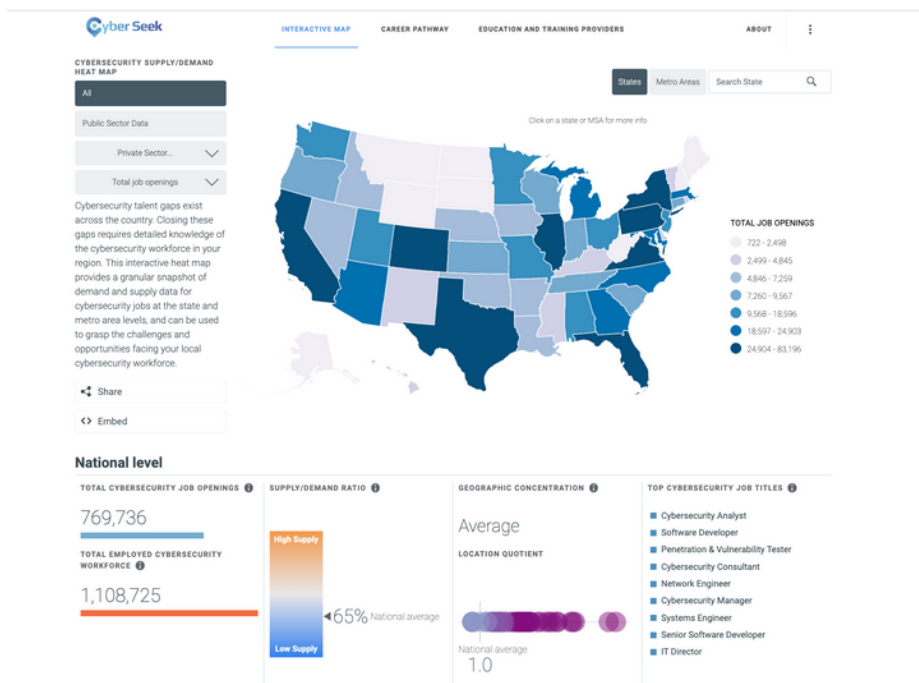 Cyber Seek
INTERACTIVE MAP
CAREER PATHWAY
EDUCATION AND TRAINING PROVIDERS
ABOUT
CYBERSECURITY SUPPLY/DEMAND
HEAT MAP
All
Public Sector Data
Private Sector...
Total job openings
Cybersecurity talent gaps exist
across the country. Closing these
gaps requires detailed knowledge of
the cybersecurity workforce in your
region. This interactive heat map
provides a granular snapshot of
demand and supply data for
cybersecurity jobs at the state and
metro area levels, and can be used
to grasp the challenges and
opportunities facing your local
cybersecurity workforce.
Share
<> Embed
States
Metro Areas
Search State
Click on a state or MSA for more info
TOTAL JOB OPENINGS
722 - 2,498
2,499 - 4,845
4,846 - 7,259
7,260 - 9,567
9,568 - 18,596
18,597 - 24,903
24,904 - 83,196
National level
TOTAL CYBERSECURITY JOB OPENINGS
769,736
TOTAL EMPLOYED CYBERSECURITY
WORKFORCE
1,108,725
SUPPLY/DEMAND RATIO
High Supply
65% National average
Low Supply
GEOGRAPHIC CONCENTRATION
Average
LOCATION QUOTIENT
National average
1.0
TOP CYBERSECURITY JOB TITLES
Cybersecurity Analyst
Software Developer
Penetration & Vulnerability Tester
Cybersecurity Consultant
Network Engineer
Cybersecurity Manager
Systems Engineer
Senior Software Developer
IT Director